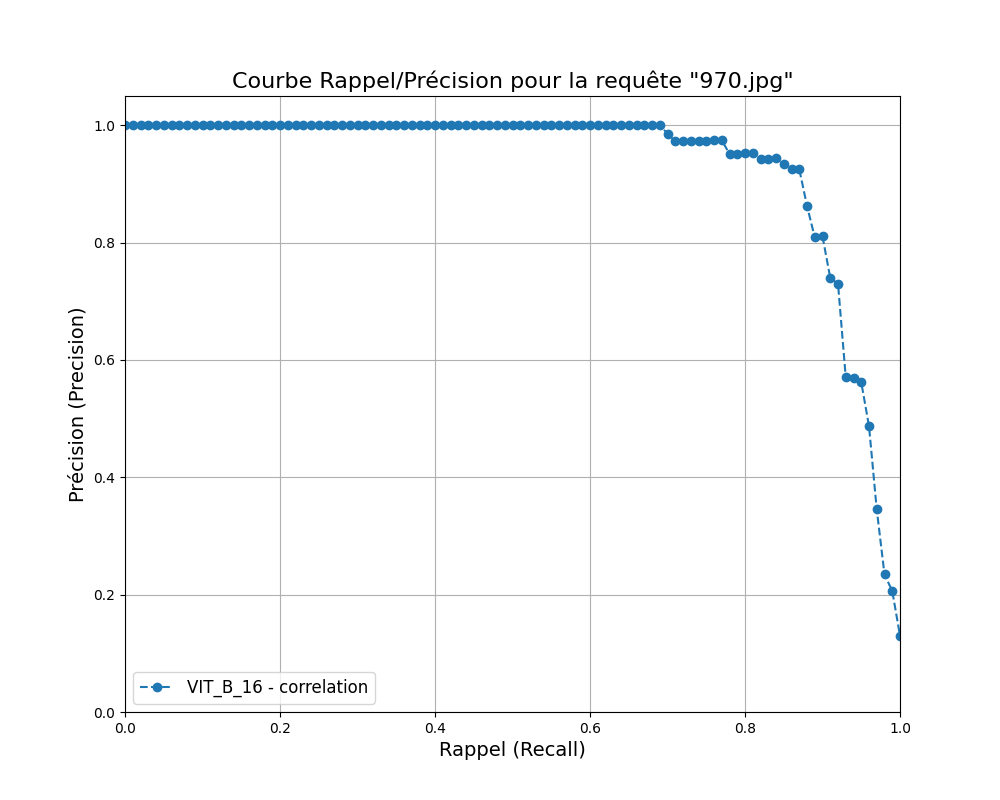 Courbe Rappel/Précision pour la requête "970.jpg"
1.0
0.8
0.6
0.4
0.2
0.0
Précision (Precision)
VIT_B_16 - correlation
0.0 0.2 0.4 0.6 0.8 1.0
Rappel (Recall)